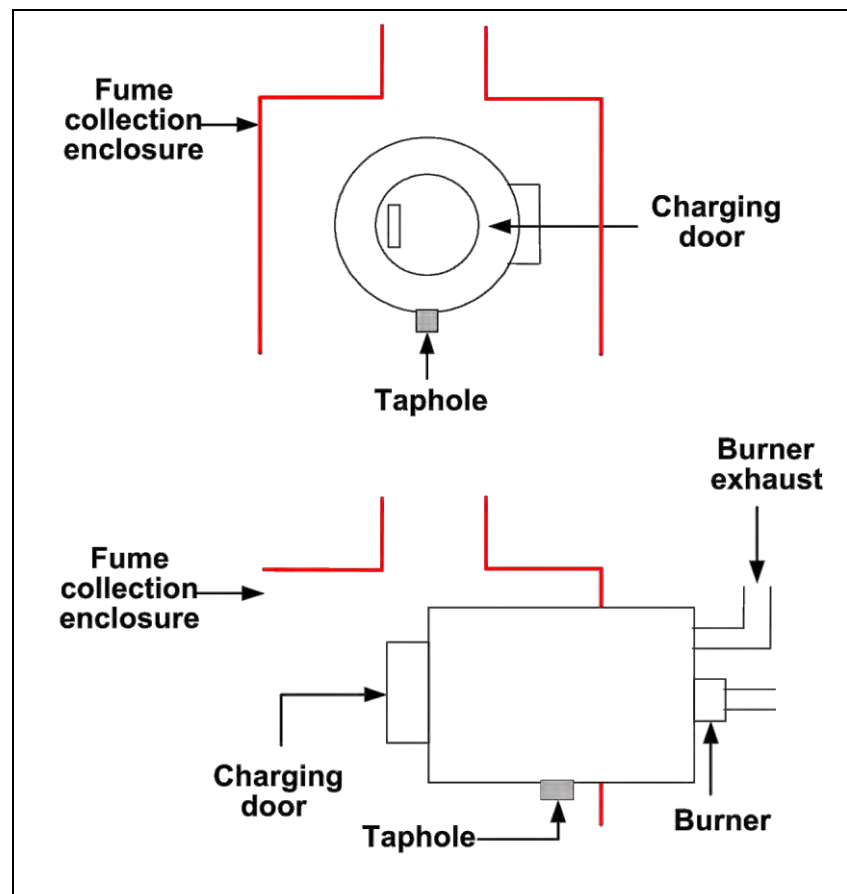 Fume
collection
enclosure
Charging
door
Taphole
Burner
exhaust
Fume
collection
enclosure
Charging
door
Taphole
Burner